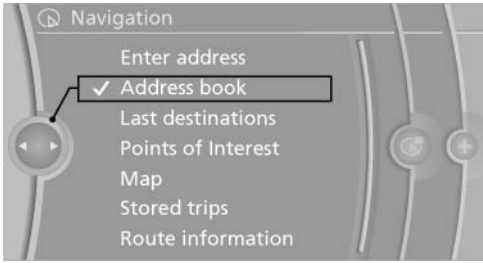 Navigation
Enter address
Address book
Last destinations
Points of Interest
Map
Stored trips
Route information